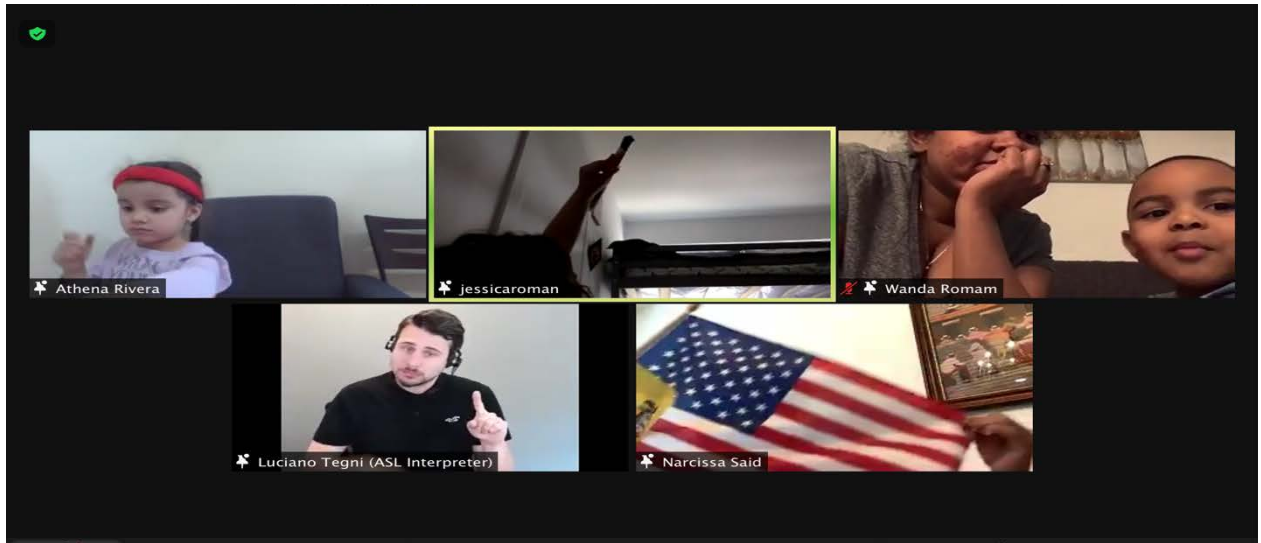 Athena Rivera
jessicaroman
Wanda Romam
Luciano Tegni (ASL Interpreter)
Narcissa Said